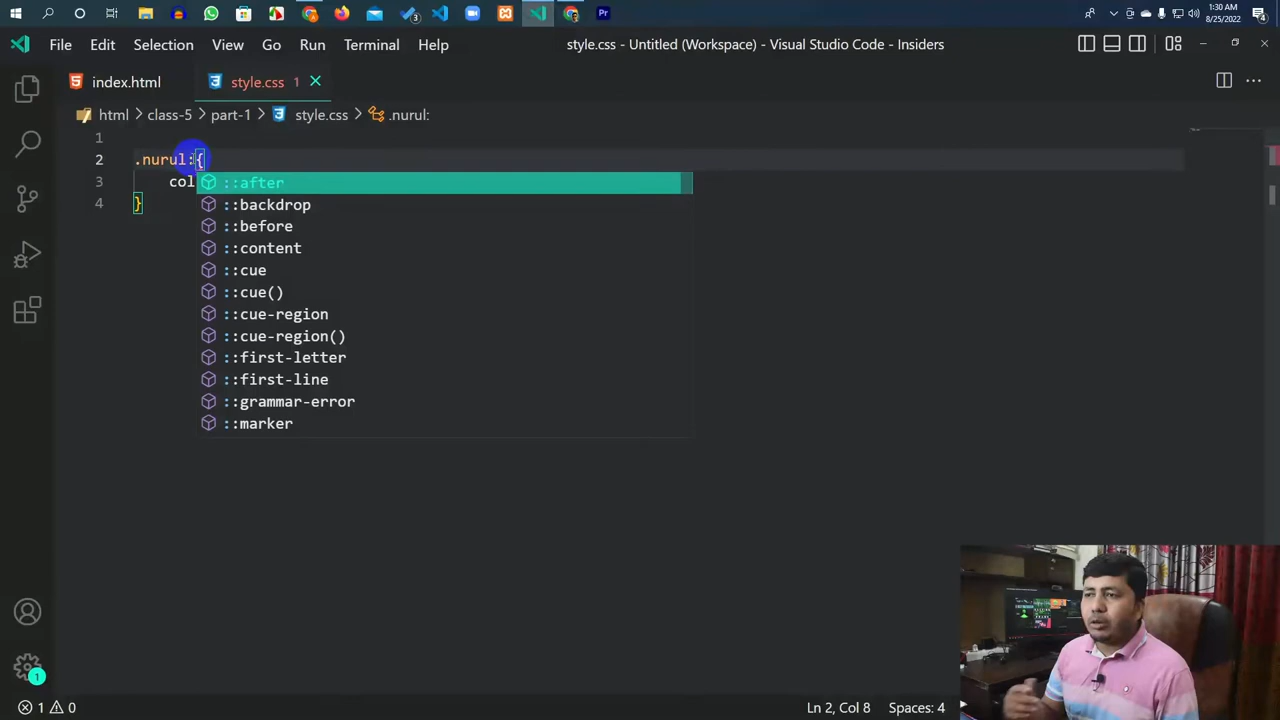 3
1:30 AM
8/25/2022
4
File Edit Selection View Go Run Terminal Help
style.css - Untitled (Workspace) - Visual Studio Code - Insiders
index.html
style.css 1
html > class-5 > part-1 > style.css > .nurul:
1
2 .nurul:{
3 col
4 }
::after
::backdrop
::before
::content
::cue
::cue()
::cue-region
::cue-region()
::first-letter
::first-line
::grammar-error
::marker
1
1 0
Ln 2, Col 8
Spaces: 4